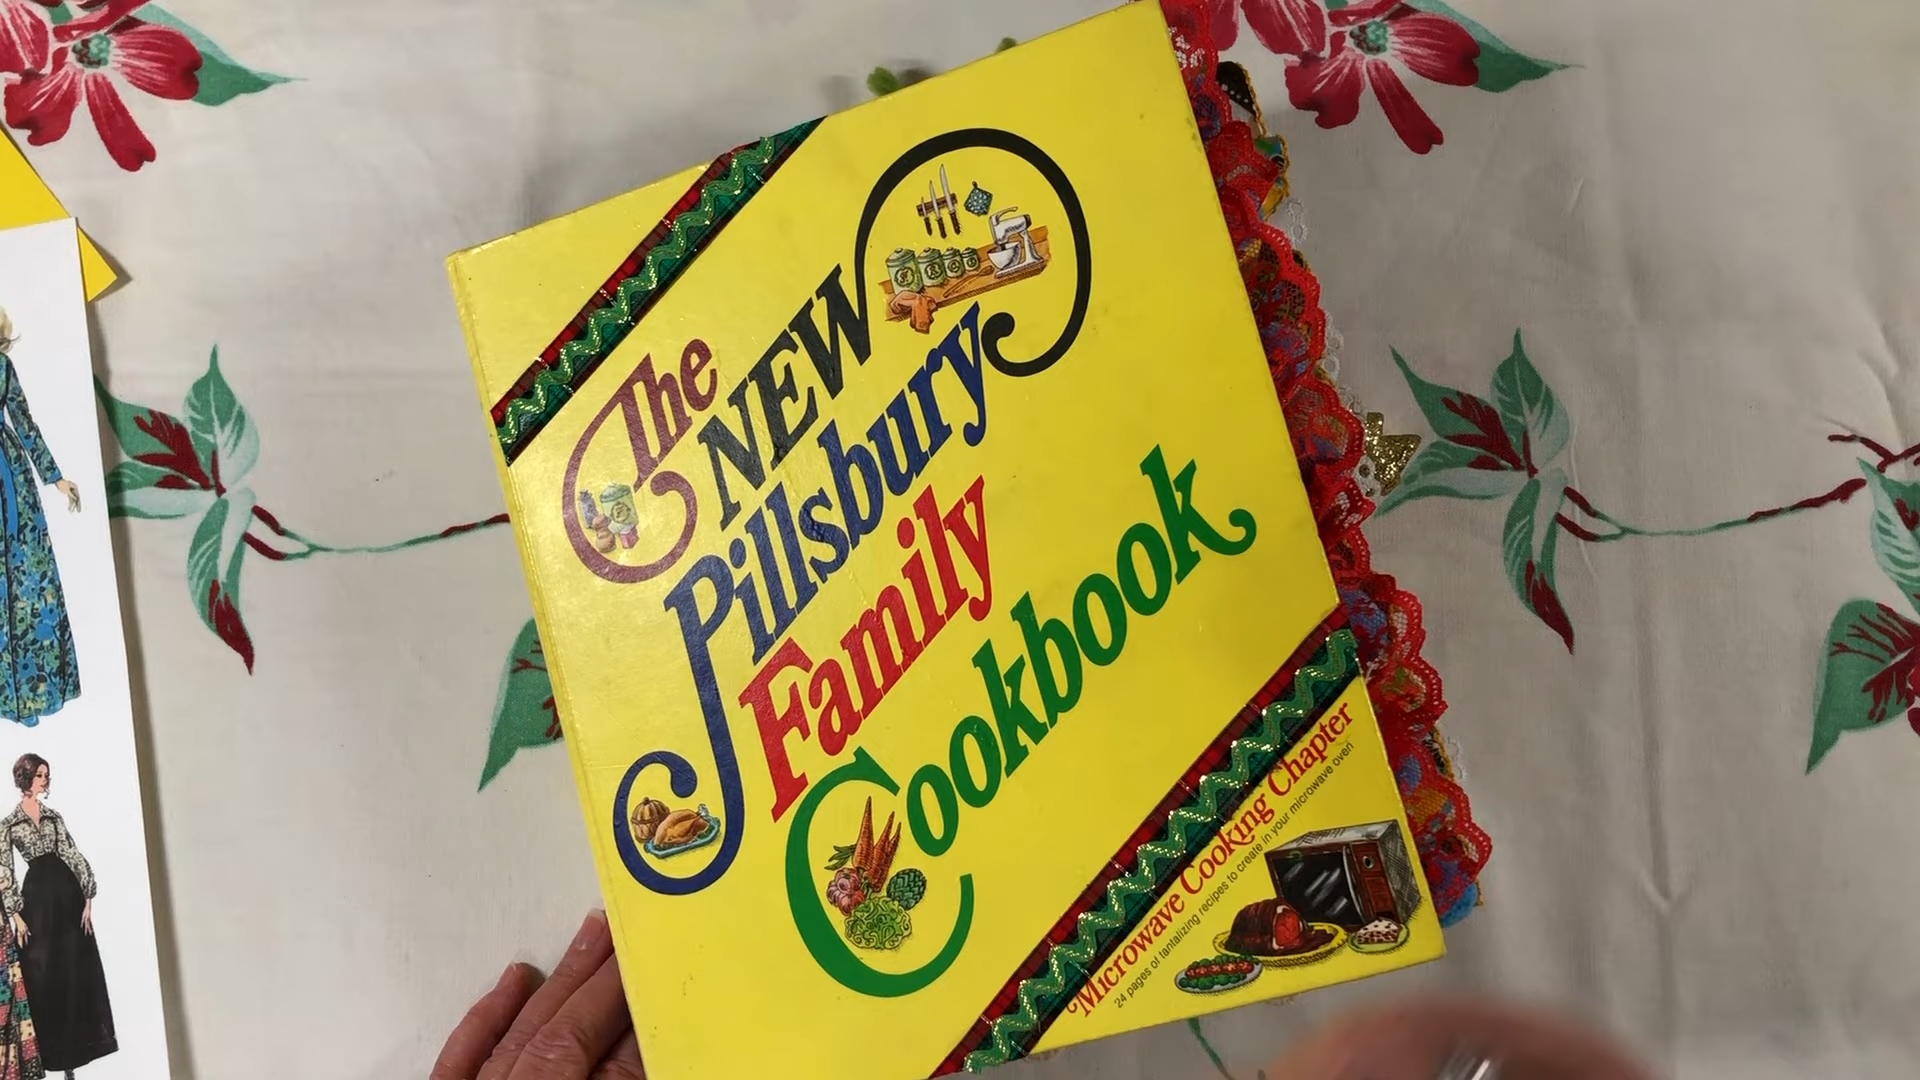 The
NEW
Pillsbury
Family
Cookbook
Microwave Cooking Chapter
24 pages of tantalizing recipes to create in your microwave oven